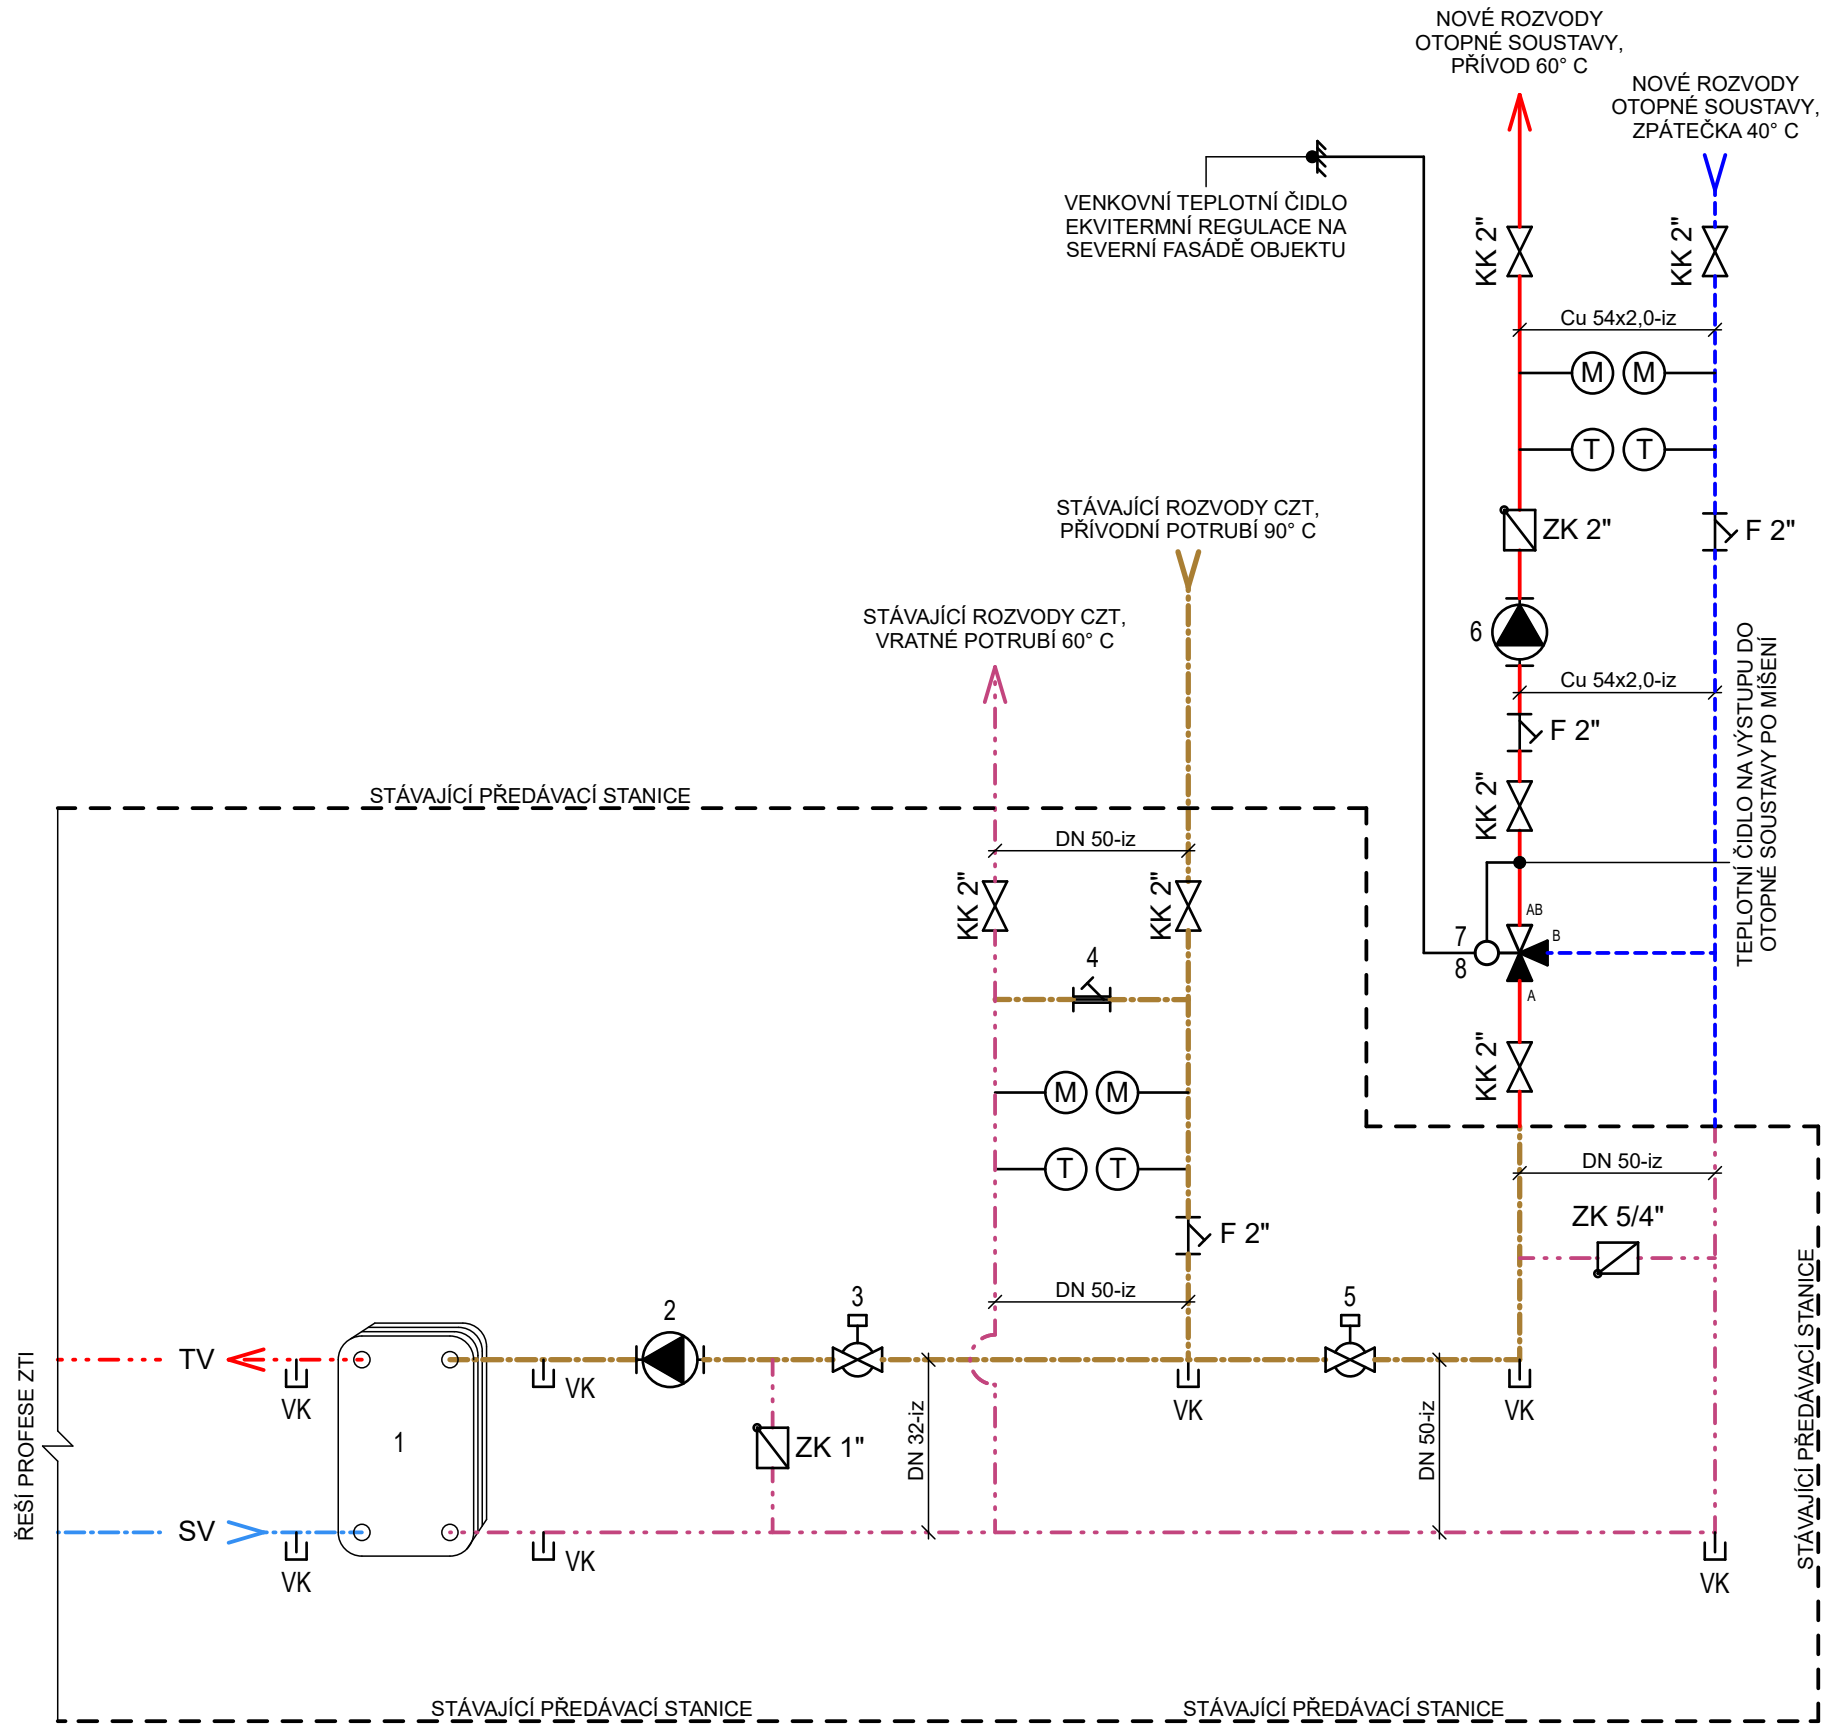 NOVÉ ROZVODY
OTOPNÉ SOUSTAVY,
PŘÍVOD 60° C
NOVÉ ROZVODY
OTOPNÉ SOUSTAVY,
ZPÁTEČKA 40° C
VENKOVNÍ TEPLOTNÍ ČIDLO
EKVITERMNÍ REGULACE NA
SEVERNÍ FASÁDĚ OBJEKTU
KK 2"
KK 2"
Cu 54x2,0-iz
M
M
T
T
STÁVAJÍCÍ ROZVODY CZT,
PŘÍVODNÍ POTRUBÍ 90° C
ZK 2"
F 2"
STÁVAJÍCÍ ROZVODY CZT,
VRATNÉ POTRUBÍ 60° C
6
Cu 54x2,0-iz
F 2"
TEPLOTNÍ ČIDLO NA VÝSTUPU DO
OTOPNÉ SOUSTAVY PO MÍŠENÍ
STÁVAJÍCÍ PŘEDÁVACÍ STANICE
KK 2"
DN 50-iz
KK 2"
KK 2"
AB
7
B
8
4
A
KK 2"
M
M
T
T
DN 50-iz
ZK 5/4"
F 2"
DN 50-iz
2
3
5
TV
VK
VK
VK
VK
1
ZK 1"
DN 32-iz
DN 50-iz
STÁVAJÍCÍ PŘEDÁVACÍ STANICE
ŘEŠÍ PROFESE ZTI
SV
VK
VK
VK
STÁVAJÍCÍ PŘEDÁVACÍ STANICE
STÁVAJÍCÍ PŘEDÁVACÍ STANICE